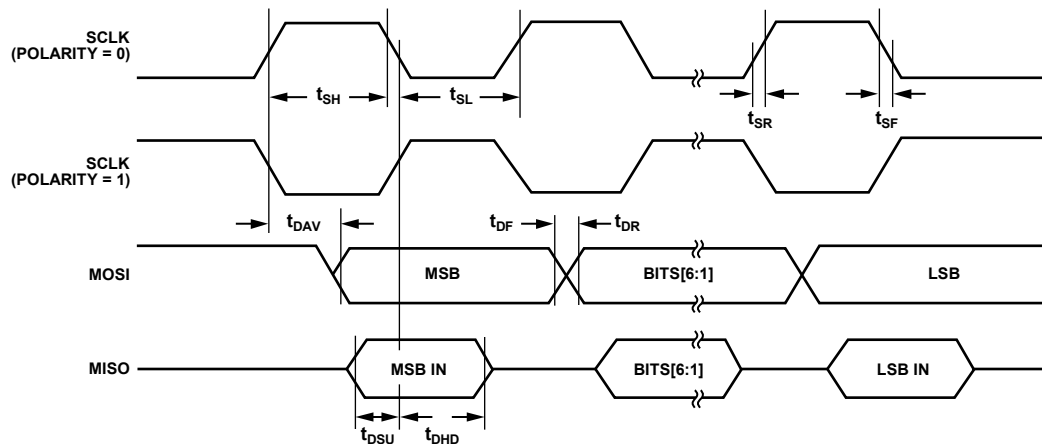 SCLK
(POLARITY = 0)
tSH
tSL
tSR
tSF
SCLK
(POLARITY = 1)
tDAV
tDF
tDR
MOSI
MSB
BITS[6:1]
LSB
MISO
MSB IN
BITS[6:1]
LSB IN
tDSU
tDHD